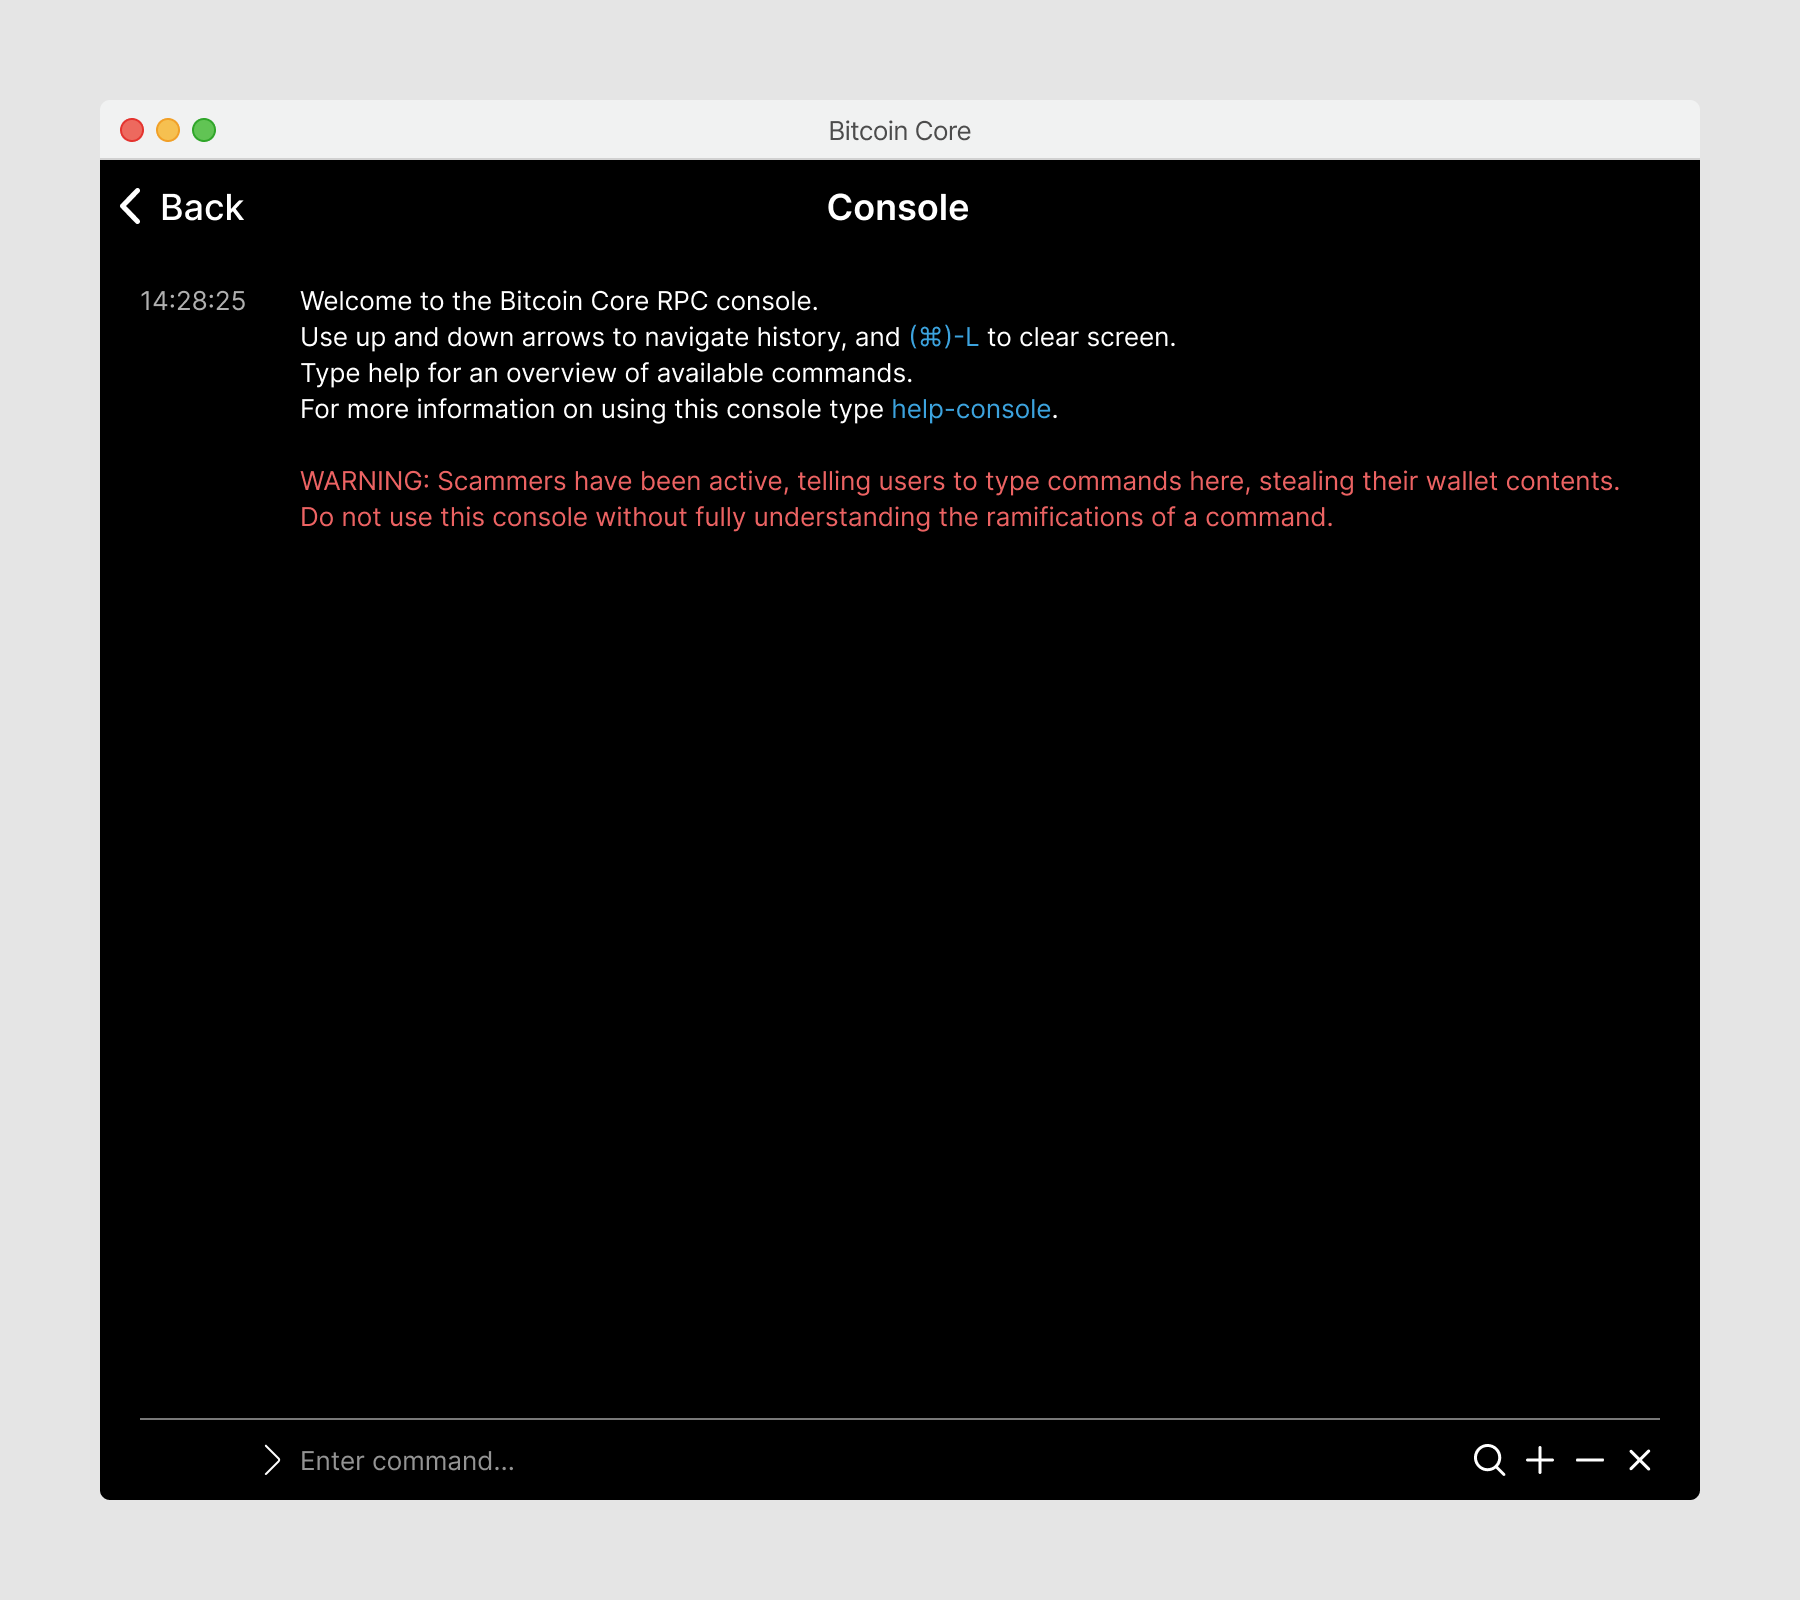 Bitcoin Core
Back
Console
14:28:25
Welcome to the Bitcoin Core RPC console.
Use up and down arrows to navigate history, and (⌘)-L to clear screen.
Type help for an overview of available commands.
For more information on using this console type help-console.
WARNING: Scammers have been active, telling users to type commands here, stealing their wallet contents.
Do not use this console without fully understanding the ramifications of a command.
Enter command...